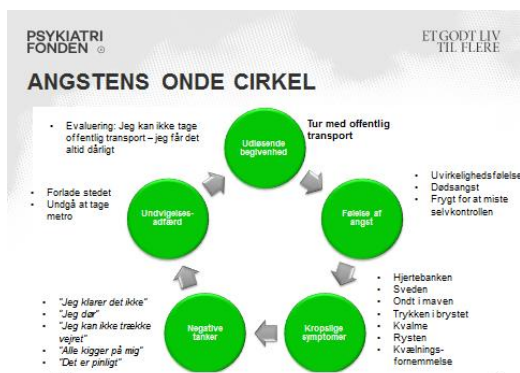 PSYKIATRI
FONDEN
ET GODT LIV
TIL FLERE
ANGSTENS ONDE CIRKEL
• Evaluering: Jeg kan ikke tage
offentlig transport – jeg får det
altid dårligt
Udløsende
begivenhed
Tur med offentlig
transport
Følelse af
angst
• Uvirkelighedsfølelse
• Dødsangst
• Frygt for at miste
selvkontrollen
Kropslige
symptomer
• Hjertebanken
• Sveden
• Ondt i maven
• Trykken i brystet
• Kvalme
• Rysten
• Kvælnings-
fornemmelse
Negative
tanker
• "Jeg klarer det ikke"
• "Jeg dør"
• "Jeg kan ikke trække
vejret"
• "Alle kigger på mig"
• "Det er pinligt"
Undvigelses-
adfærd
• Forlade stedet
• Undgå at tage
metro